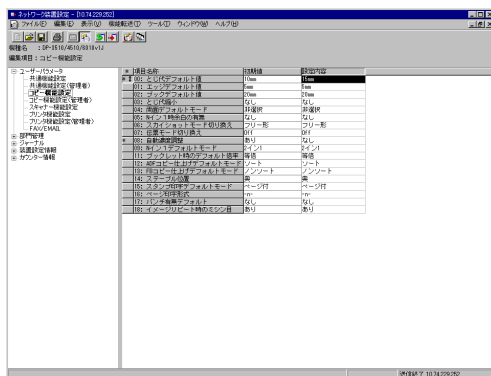 ネットワーク装置設定 - [10.74.229.252]
ファイル(F) 編集(E) 表示(V) 機能転送(T) ツール(T) ウィンドウ(W) ヘルプ(H)
機種名 : DP-3510/4510/6010v1J
編集項目 : コピー機能設定
ユーザーパラメータ
共通機能設定
共通機能設定(管理者)
コピー機能設定
コピー機能設定(管理者)
スキャナー機能設定
プリンタ機能設定
プリンタ機能設定(管理者)
FAX/EMAIL
部門管理
ジャーナル
装置設定情報
カウンター情報
* 項目名称 初期値 設定内容
* 00: とじ代デフォルト値 10mm 15mm
01: エッジデフォルト値 5mm 5mm
02: ブックデフォルト値 20mm 20mm
03: とじ代縮小 なし なし
04: 両面デフォルトモード 非選択 非選択
05: Nイン1時余白の有無 なし なし
06: スカイショットモード切り換え フリー形 フリー形
07: 位置モード切り換え Off Off
* 08: 自動濃度調整 あり なし
09: Nイン1デフォルトモード 2イン1 2イン1
11: ブックレット時のデフォルト倍率 等倍 等倍
12: ADFコピー仕上げデフォルトモード ソート ソート
13: FBコピー仕上げデフォルトモード ノンソート ノンソート
14: ステープル位置 奥 奥
15: スタンプ印字デフォルトモード ページ付 ページ付
16: ページ印字形式 -n- -n-
17: パンチ有無デフォルト なし なし
18: イメージリピート時のミシン目 あり あり
送信終了 10.74.229.252